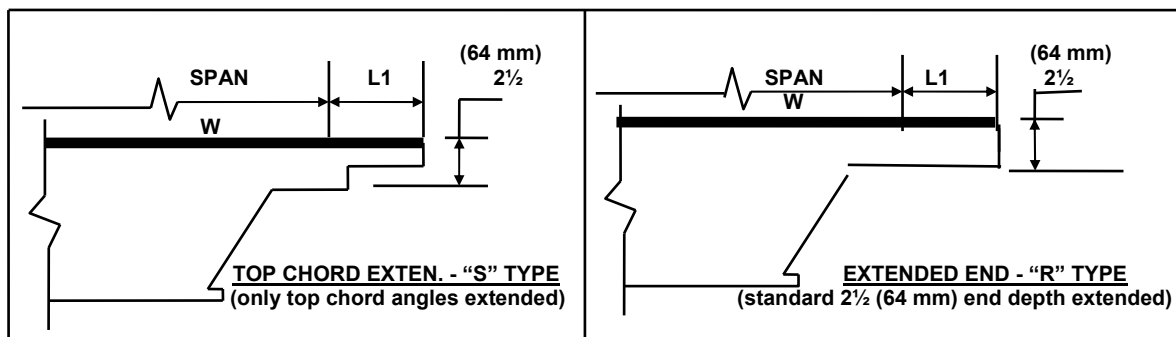 (64 mm)
SPAN L1 2½
W
TOP CHORD EXTEN. - “S” TYPE
(only top chord angles extended)
(64 mm)
SPAN L1 2½
W
EXTENDED END - “R” TYPE
(standard 2½ (64 mm) end depth extended)